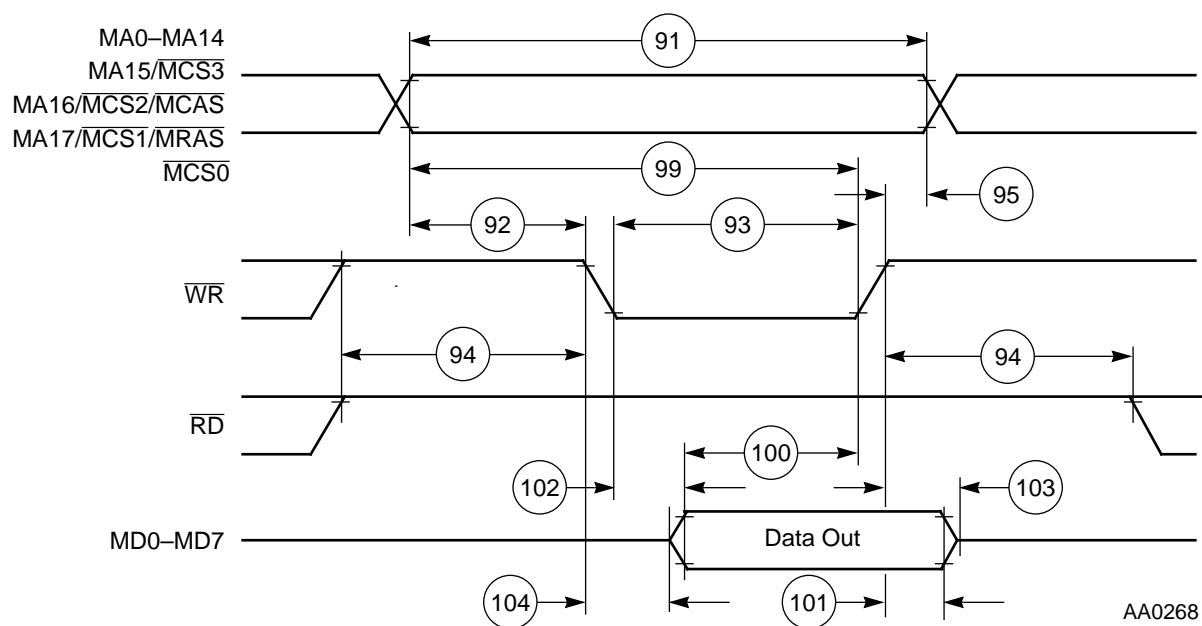 MA0–MA14
MA15/MCS3
MA16/MCS2/MCAS
MA17/MCS1/MRAS
MCS0
91
99
95
92
93
WR
94
94
RD
100
102
103
MD0–MD7
Data Out
104
101
AA0268